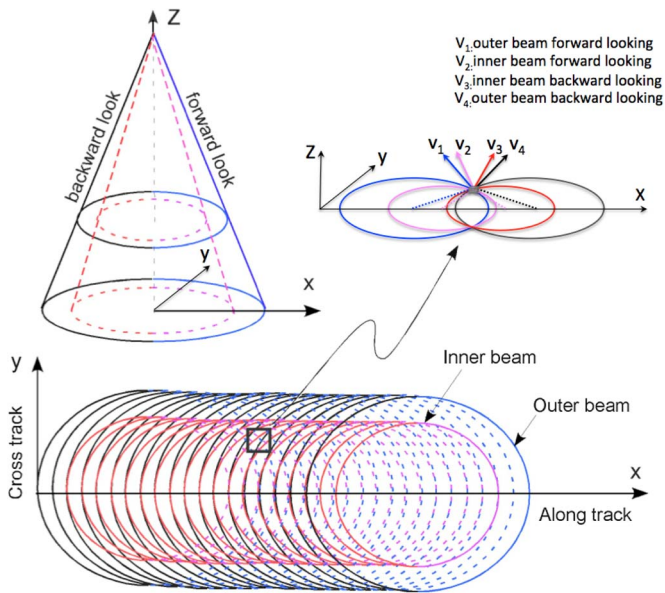 Z
backward look
forward look
y
x
V1:outer beam forward looking
V2:inner beam forward looking
V3:inner beam backward looking
V4:outer beam backward looking
Z
y
V1
V2
V3
V4
X
y
Cross track
Inner beam
Outer beam
x
Along track